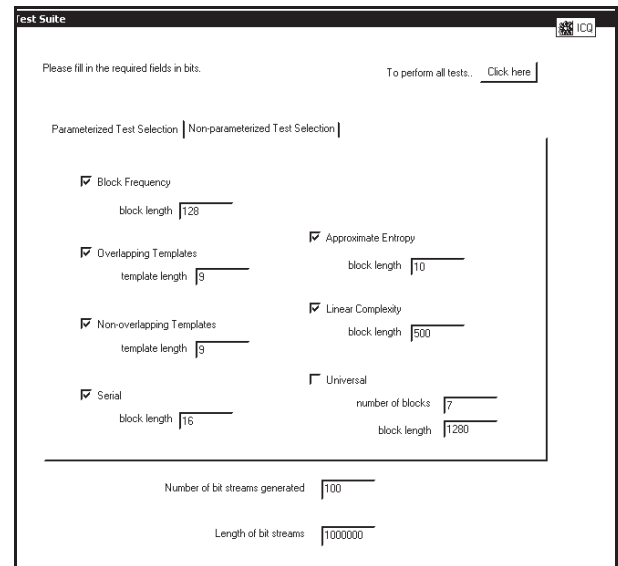 Test Suite
ICQ
Please fill in the required fields in bits.
To perform all tests.. Click here
Parameterized Test Selection Non-parameterized Test Selection
Block Frequency
block length 128
Overlapping Templates
template length 9
Non-overlapping Templates
template length 9
Serial
block length 16
Approximate Entropy
block length 10
Linear Complexity
block length 500
Universal
number of blocks 7
block length 1280
Number of bit streams generated 100
Length of bit streams 1000000